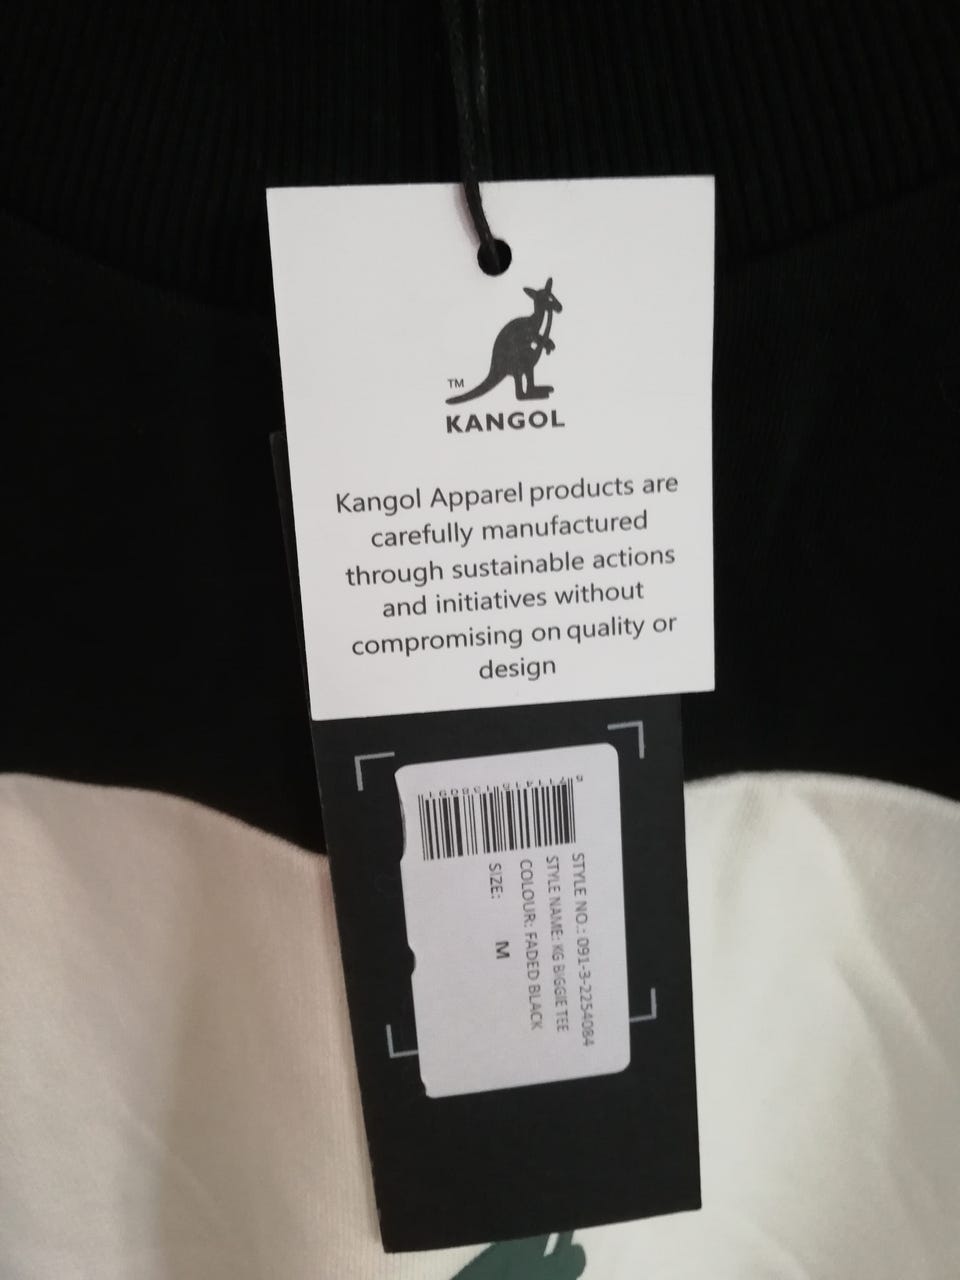 TM
KANGOL
Kangol Apparel products are
carefully manufactured
through sustainable actions
and initiatives without
compromising on quality or
design
STYLE NO.: 091-3-2254084
STYLE NAME: KG BIGGIE TEE
COLOUR: FADED BLACK
SIZE: M